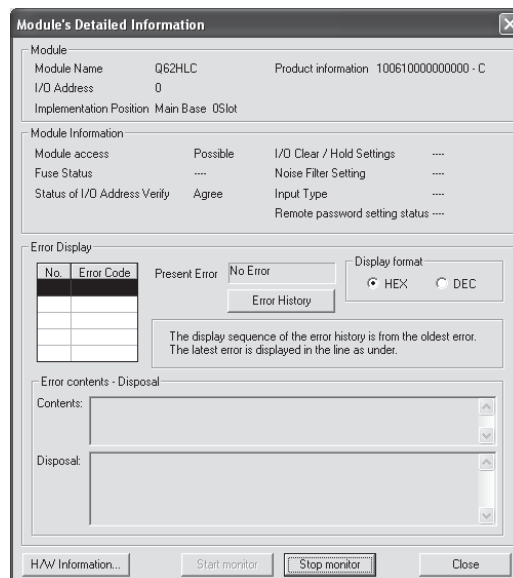 Module's Detailed Information
Module
Module Name Q62HLC Product information 100610000000000 - C
I/O Address 0
Implementation Position Main Base 0Slot
Module Information
Module access Possible I/O Clear / Hold Settings ----
Fuse Status ---- Noise Filter Setting ----
Status of I/O Address Verify Agree Input Type ----
Remote password setting status ----
Error Display
No. Error Code Present Error No Error Display format
HEX DEC
Error History
The display sequence of the error history is from the oldest error.
The latest error is displayed in the line as under.
Error contents - Disposal
Contents:
Disposal:
H/W Information... Start monitor Stop monitor Close